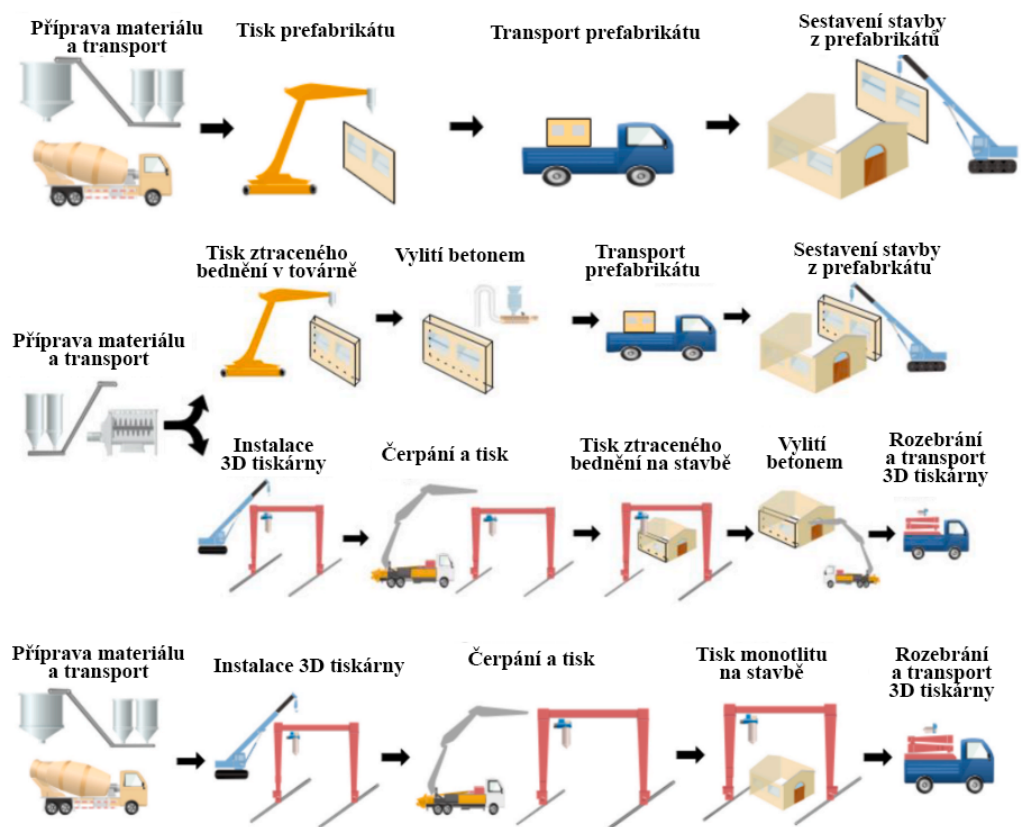 Příprava materiálu
a transport
Tisk prefabrikátu
Transport prefabrikátu
Sestavení stavby
z prefabrikátů
Příprava materiálu
a transport
Tisk ztraceného
bednění v továrně
Vylití betonem
Transport
prefabrikátu
Sestavení stavby
z prefabrkátu
Instalace
3D tiskárny
Čerpání a tisk
Tisk ztraceného
bednění na stavbě
Vylití
betonem
Rozebrání
a transport
3D tiskárny
Příprava materiálu
a transport
Instalace 3D tiskárny
Čerpání a tisk
Tisk monotlitu
na stavbě
Rozebrání
a transport
3D tiskárny